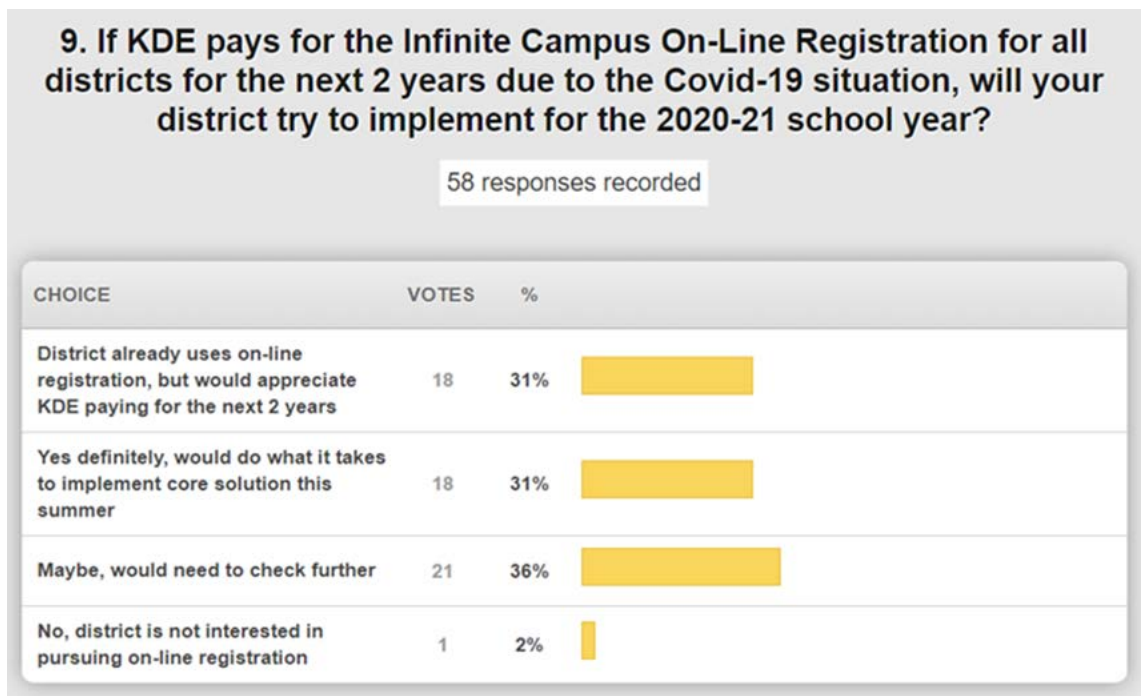 9. If KDE pays for the Infinite Campus On-Line Registration for all
districts for the next 2 years due to the Covid-19 situation, will your
district try to implement for the 2020-21 school year?
58 responses recorded
CHOICE VOTES %
District already uses on-line
registration, but would appreciate 18 31%
KDE paying for the next 2 years
Yes definitely, would do what it takes
to implement core solution this 18 31%
summer
Maybe, would need to check further 21 36%
No, district is not interested in
pursuing on-line registration 1 2%